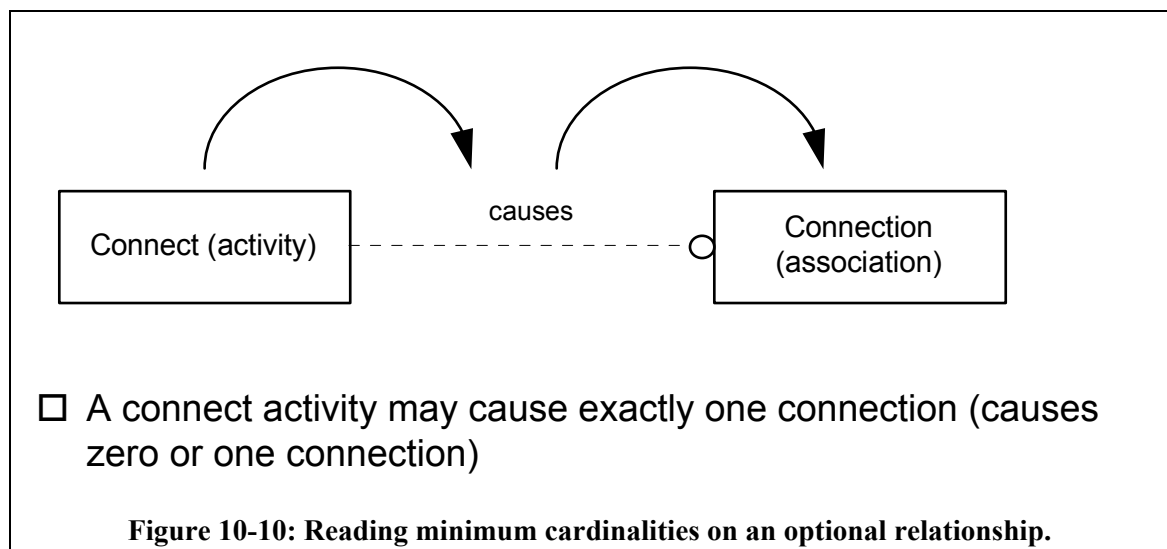 causes
Connect (activity)
Connection
(association)
A connect activity may cause exactly one connection (causes
zero or one connection)
Figure 10-10: Reading minimum cardinalities on an optional relationship.